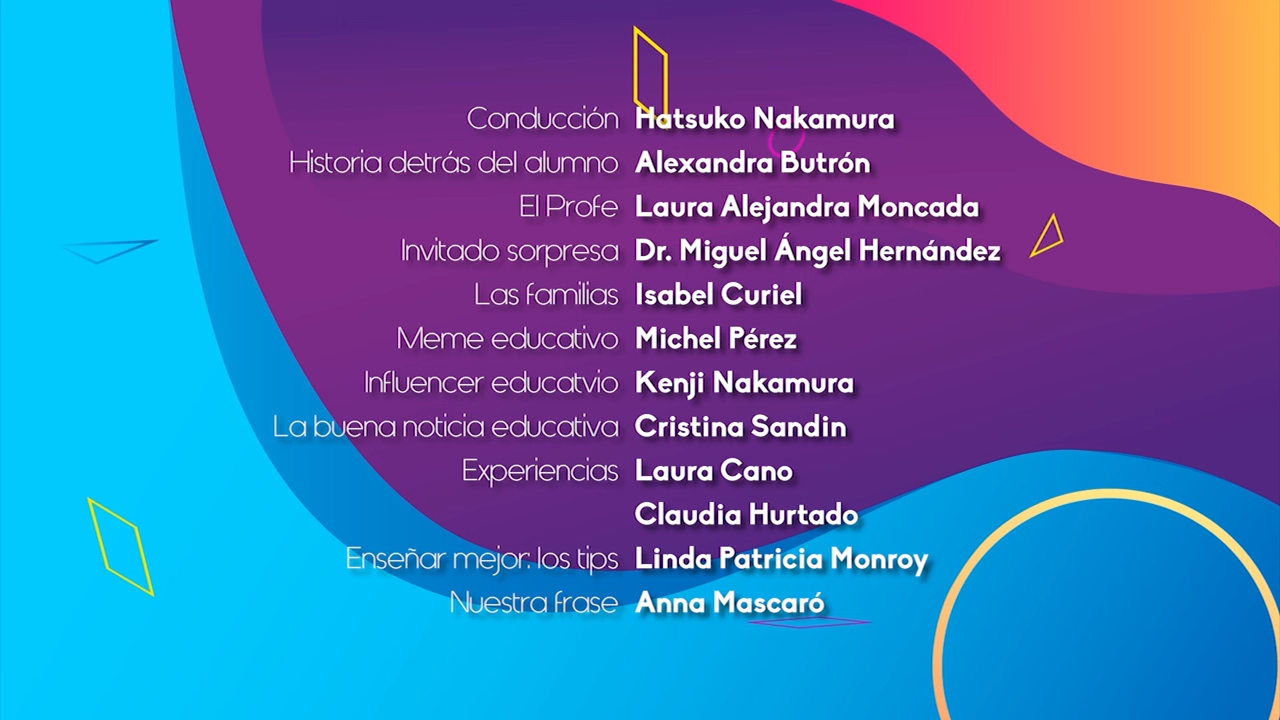 Conducción Hatsuko Nakamura
Historia detrás del alumno Alexandra Butrón
El Profe Laura Alejandra Moncada
Invitado sorpresa Dr. Miguel Ángel Hernández
Las familias Isabel Curiel
Meme educativo Michel Pérez
Influencer educatvio Kenji Nakamura
La buena noticia educativa Cristina Sandin
Experiencias Laura Cano
Claudia Hurtado
Enseñar mejor: los tips Linda Patricia Monroy
Nuestra frase Anna Mascaró